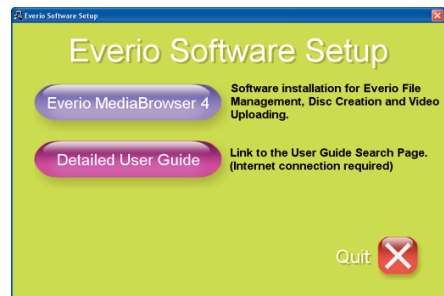 Everio Software Setup
Everio Software Setup
Everio MediaBrowser 4
Software installation for Everio File
Management, Disc Creation and Video
Uploading.
Detailed User Guide
Link to the User Guide Search Page.
(Internet connection required)
Quit